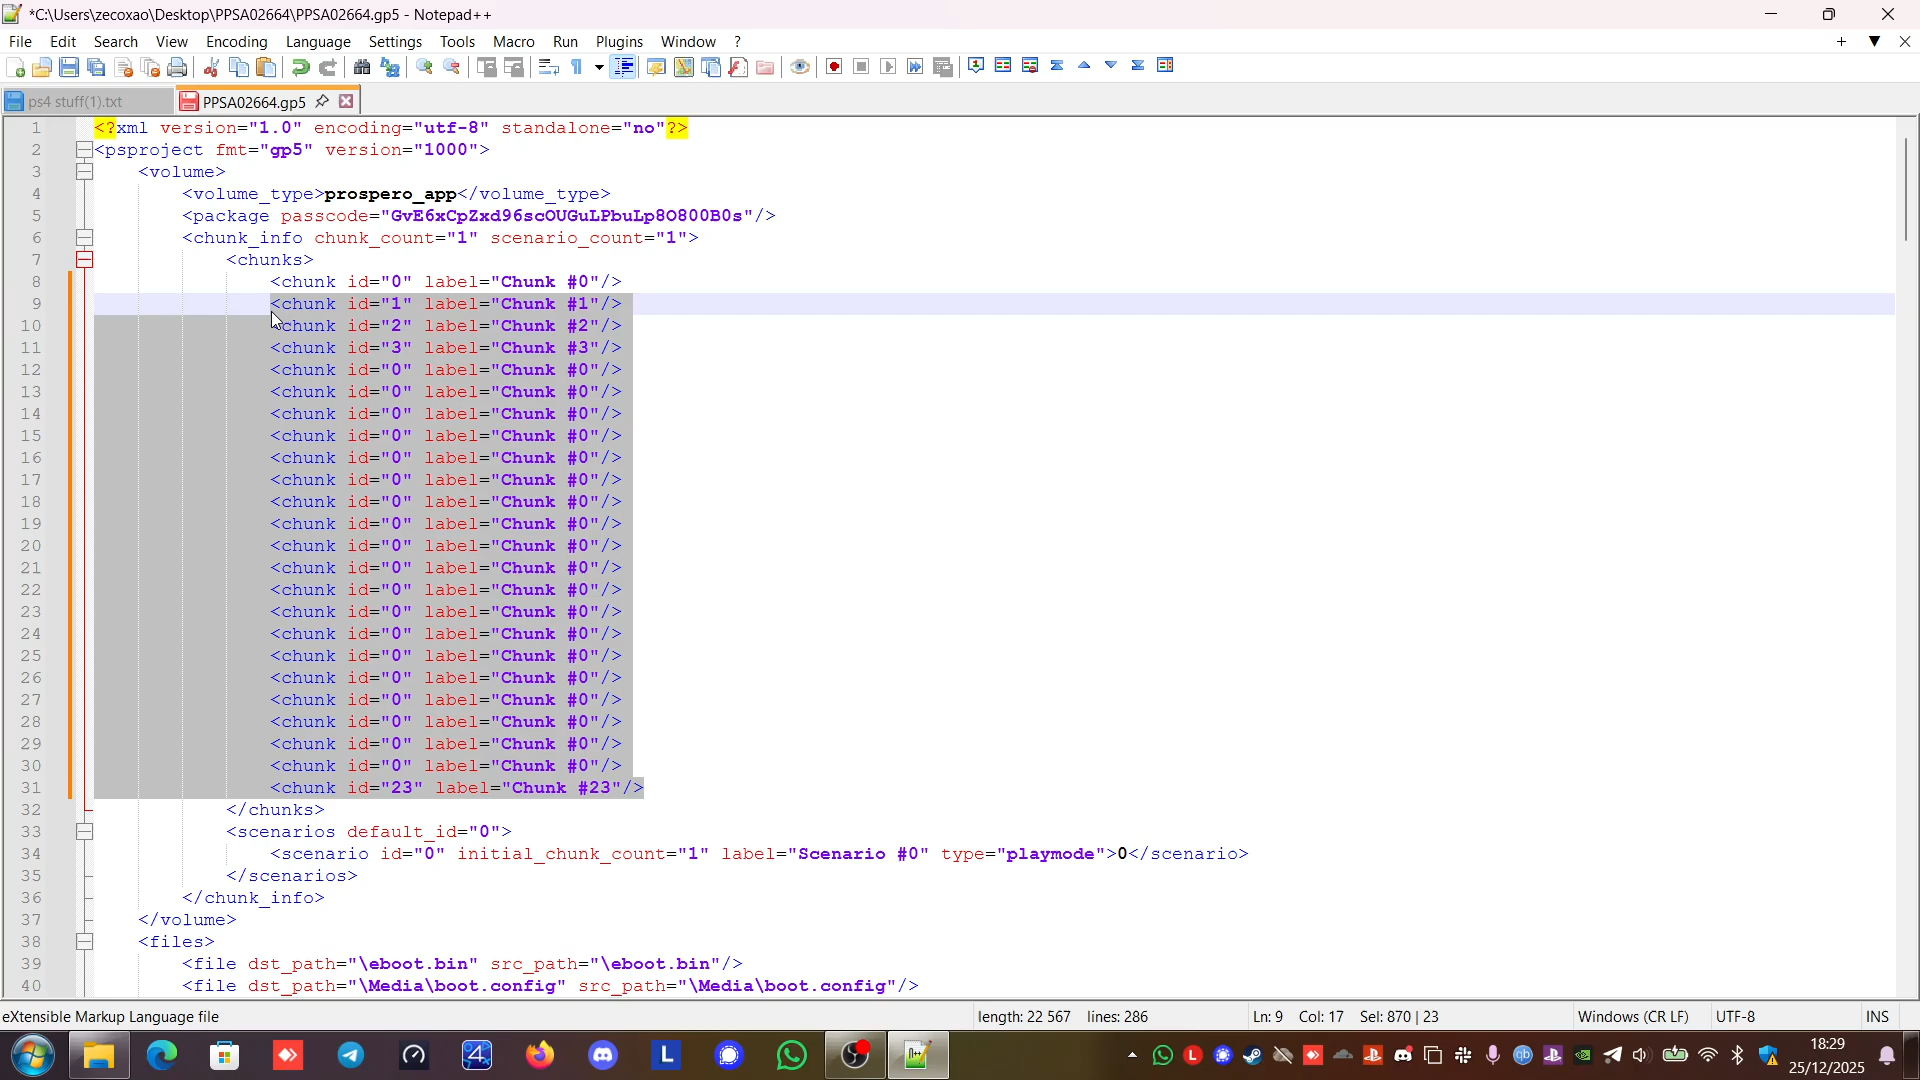 *C:\Users\zecoxao\Desktop\PPSA02664\PPSA02664.gp5 - Notepad++
File Edit Search View Encoding Language Settings Tools Macro Run Plugins Window ?
ps4 stuff(1).txt PPSA02664.gp5
1 <?xml version="1.0" encoding="utf-8" standalone="no"?>
2 <psproject fmt="gp5" version="1000">
3 <volume>
4 <volume_type>prospero_app</volume_type>
5 <package passcode="GvE6xCpZxd96scOUGuLPbuLp8O800B0s"/>
6 <chunk_info chunk_count="1" scenario_count="1">
7 <chunks>
8 <chunk id="0" label="Chunk #0"/>
9 <chunk id="1" label="Chunk #1"/>
10 <chunk id="2" label="Chunk #2"/>
11 <chunk id="3" label="Chunk #3"/>
12 <chunk id="0" label="Chunk #0"/>
13 <chunk id="0" label="Chunk #0"/>
14 <chunk id="0" label="Chunk #0"/>
15 <chunk id="0" label="Chunk #0"/>
16 <chunk id="0" label="Chunk #0"/>
17 <chunk id="0" label="Chunk #0"/>
18 <chunk id="0" label="Chunk #0"/>
19 <chunk id="0" label="Chunk #0"/>
20 <chunk id="0" label="Chunk #0"/>
21 <chunk id="0" label="Chunk #0"/>
22 <chunk id="0" label="Chunk #0"/>
23 <chunk id="0" label="Chunk #0"/>
24 <chunk id="0" label="Chunk #0"/>
25 <chunk id="0" label="Chunk #0"/>
26 <chunk id="0" label="Chunk #0"/>
27 <chunk id="0" label="Chunk #0"/>
28 <chunk id="0" label="Chunk #0"/>
29 <chunk id="0" label="Chunk #0"/>
30 <chunk id="0" label="Chunk #0"/>
31 <chunk id="23" label="Chunk #23"/>
32 </chunks>
33 <scenarios default_id="0">
34 <scenario id="0" initial_chunk_count="1" label="Scenario #0" type="playmode">0</scenario>
35 </scenarios>
36 </chunk_info>
37 </volume>
38 <files>
39 <file dst_path="\eboot.bin" src_path="\eboot.bin"/>
40 <file dst_path="\Media\boot.config" src_path="\Media\boot.config"/>
eXtensible Markup Language file length: 22 567 lines: 286 Ln: 9 Col: 17 Sel: 870 | 23 Windows (CR LF) UTF-8 INS
18:29
25/12/2025